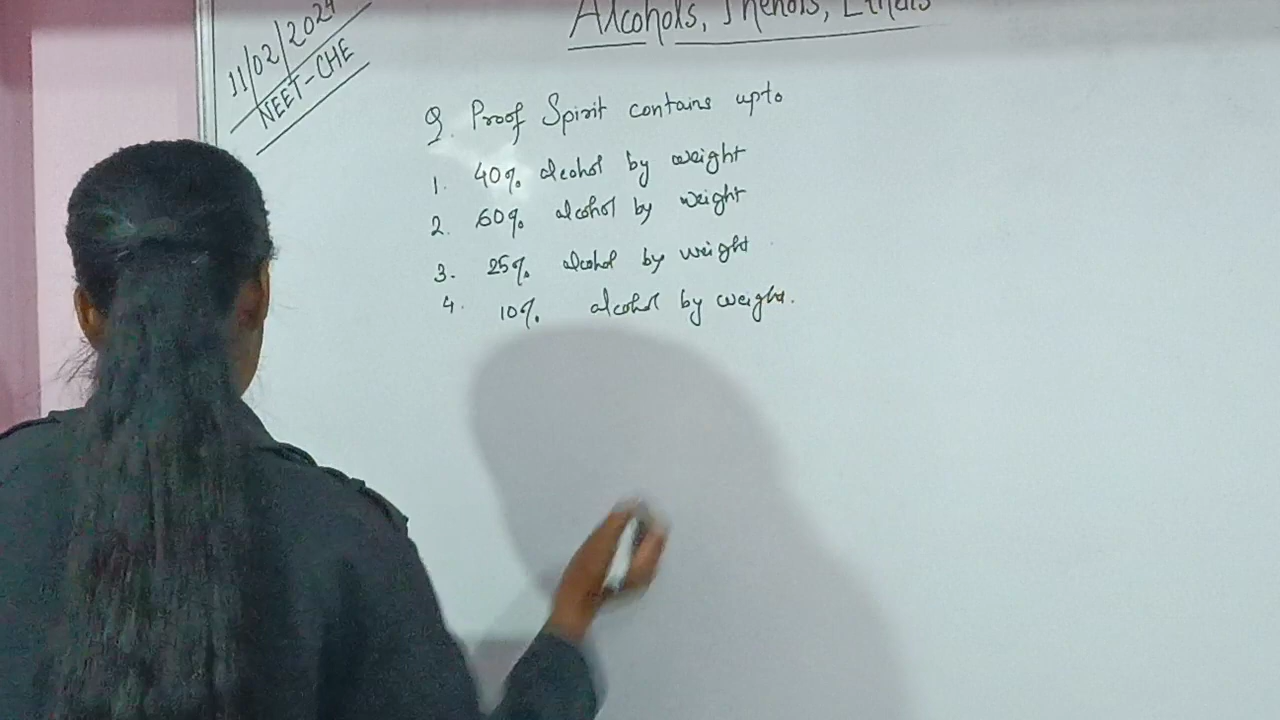 11/02/2024
NEET-CHE
Alcohols, Phenols, Ethers
Q. Proof Spirit contains upto
1. 40% alcohol by weight
2. 60% alcohol by weight
3. 25% alcohol by weight
4. 10% alcohol by weight.